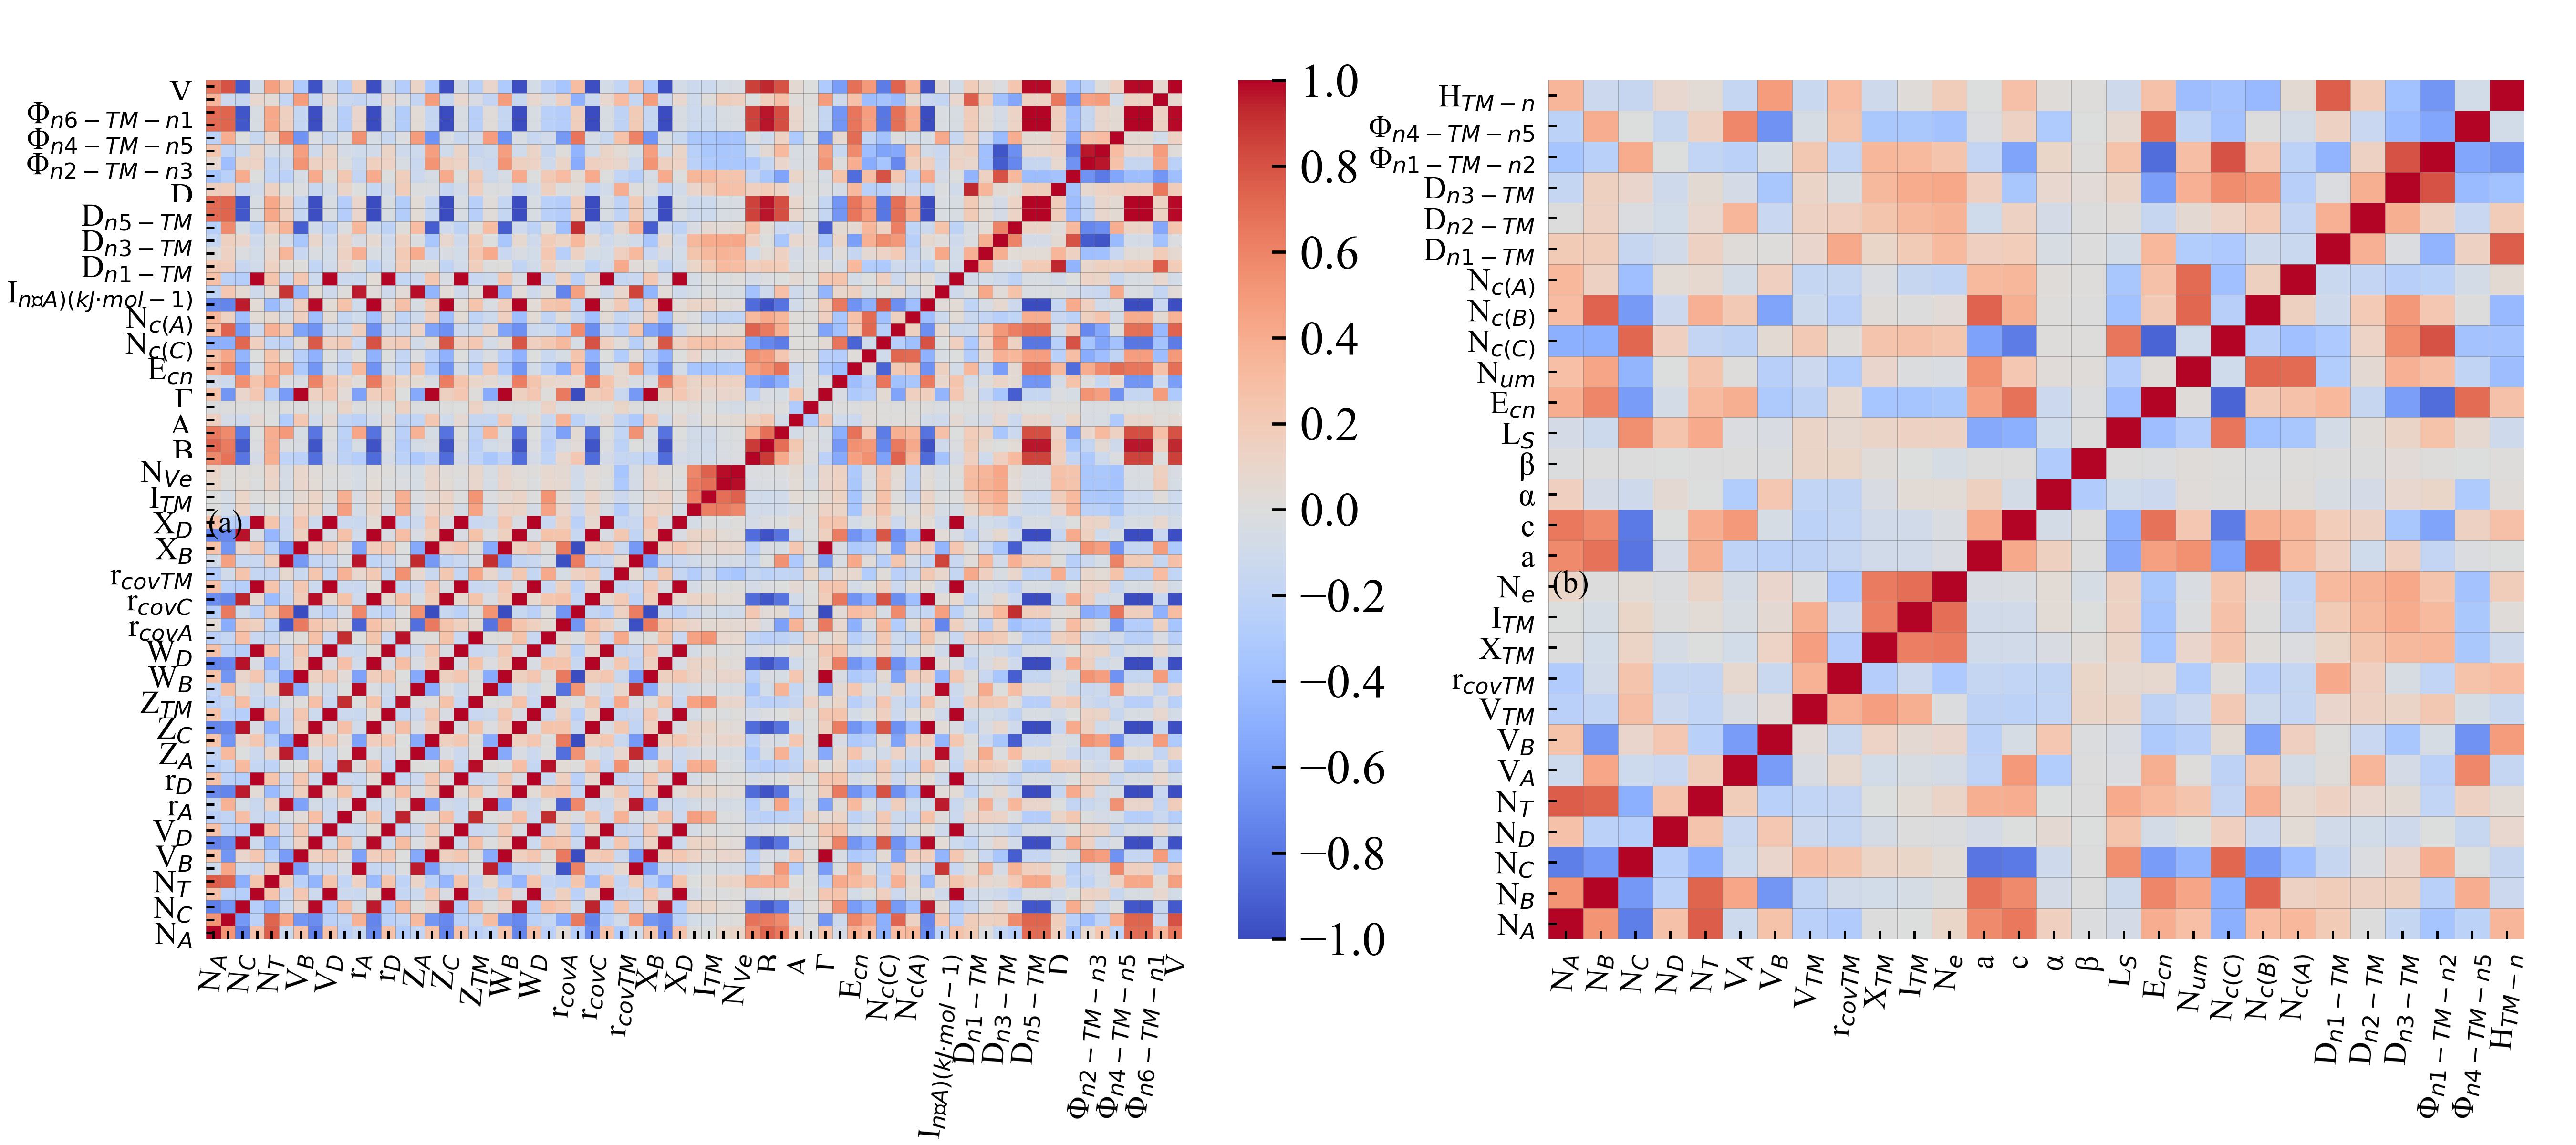 V
Φn6−TM−n1
Φn4−TM−n5
Φn2−TM−n3
D
Dn5−TM
Dn3−TM
Dn1−TM
In A)(kJ·mol−1)
Nc(A)
Nc(C)
Ecn
Γ
A
NVe
ITM
XD
(a)
XB
rcovTM
rcovC
rcovA
WD
WB
ZTM
ZC
ZA
rD
rA
VD
VB
NT
NC
NA
NA
NC
NT
VB
VD
rA
rD
ZA
ZC
ZTM
WB
WD
rcovA
rcovC
rcovTM
XB
XD
ITM
NVe
A
Γ
Ecn
Nc(C)
Nc(A)
In A)(kJ·mol−1)
Dn1−TM
Dn3−TM
Dn5−TM
D
Φn2−TM−n3
Φn4−TM−n5
Φn6−TM−n1
V
1.0
0.8
0.6
0.4
0.2
0.0
−0.2
−0.4
−0.6
−0.8
−1.0
HTM−n
Φn4−TM−n5
Φn1−TM−n2
Dn3−TM
Dn2−TM
Dn1−TM
Nc(A)
Nc(B)
Nc(C)
Num
Ecn
LS
β
α
c
a
Ne
(b)
ITM
XTM
rcovTM
VTM
VB
VA
NT
ND
NC
NB
NA
NA
NB
NC
ND
NT
VA
VB
VTM
rcovTM
XTM
ITM
Ne
a
c
α
β
LS
Ecn
Num
Nc(C)
Nc(B)
Nc(A)
Dn1−TM
Dn2−TM
Dn3−TM
Φn1−TM−n2
Φn4−TM−n5
HTM−n